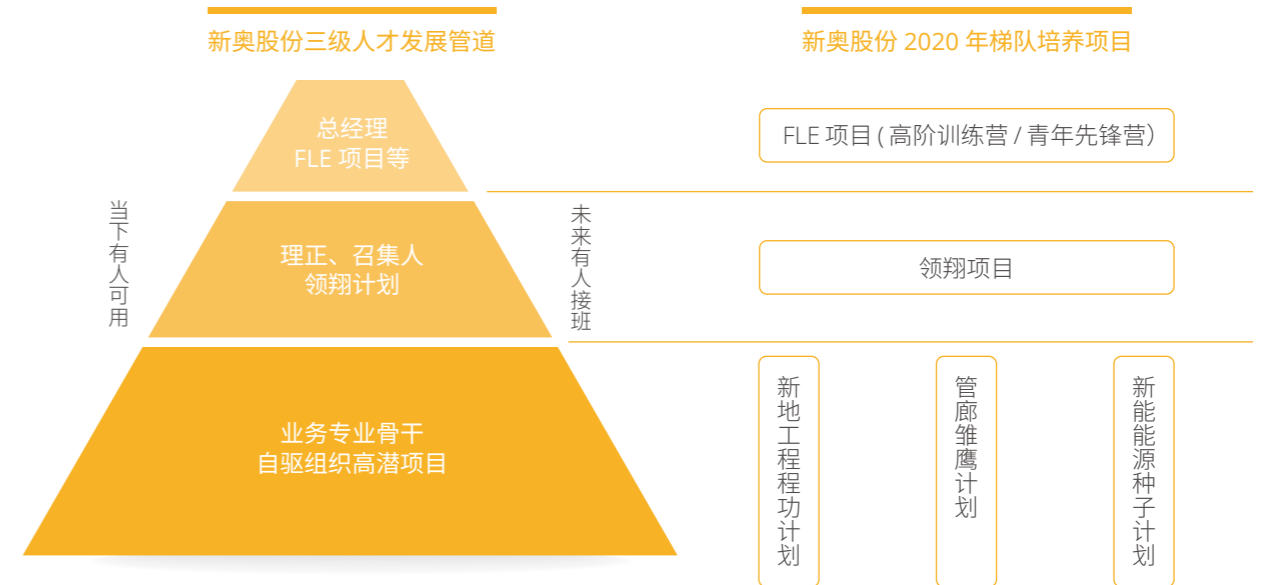 新奥股份三级人才发展管道
新奥股份 2020 年梯队培养项目
总经理
FLE 项目等
FLE 项目 ( 高阶训练营 / 青年先锋营）
当下有人可用
未来有人接班
理正、召集人
领翔计划
领翔项目
业务专业骨干
自驱组织高潜项目
新地工程程功计划
管廊雏鹰计划
新能能源种子计划